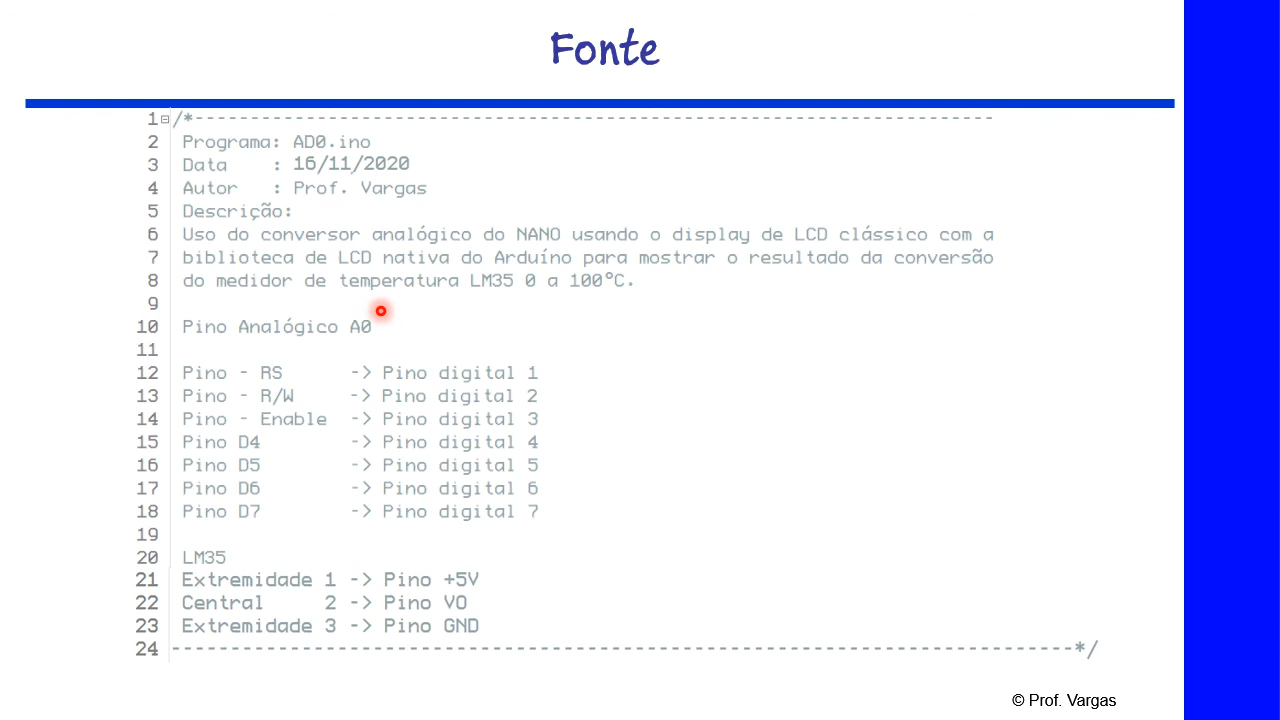 Fonte
1 /*------------------------------------------------------------------------
2 Programa: AD0.ino
3 Data    : 16/11/2020
4 Autor   : Prof. Vargas
5 Descrição:
6 Uso do conversor analógico do NANO usando o display de LCD clássico com a
7 biblioteca de LCD nativa do Arduíno para mostrar o resultado da conversão
8 do medidor de temperatura LM35 0 a 100°C.
9
10 Pino Analógico A0
11
12 Pino - RS      -> Pino digital 1
13 Pino - R/W     -> Pino digital 2
14 Pino - Enable  -> Pino digital 3
15 Pino D4        -> Pino digital 4
16 Pino D5        -> Pino digital 5
17 Pino D6        -> Pino digital 6
18 Pino D7        -> Pino digital 7
19
20 LM35
21 Extremidade 1 -> Pino +5V
22 Central     2 -> Pino VO
23 Extremidade 3 -> Pino GND
24 ----------------------------------------------------------------------------*/
© Prof. Vargas